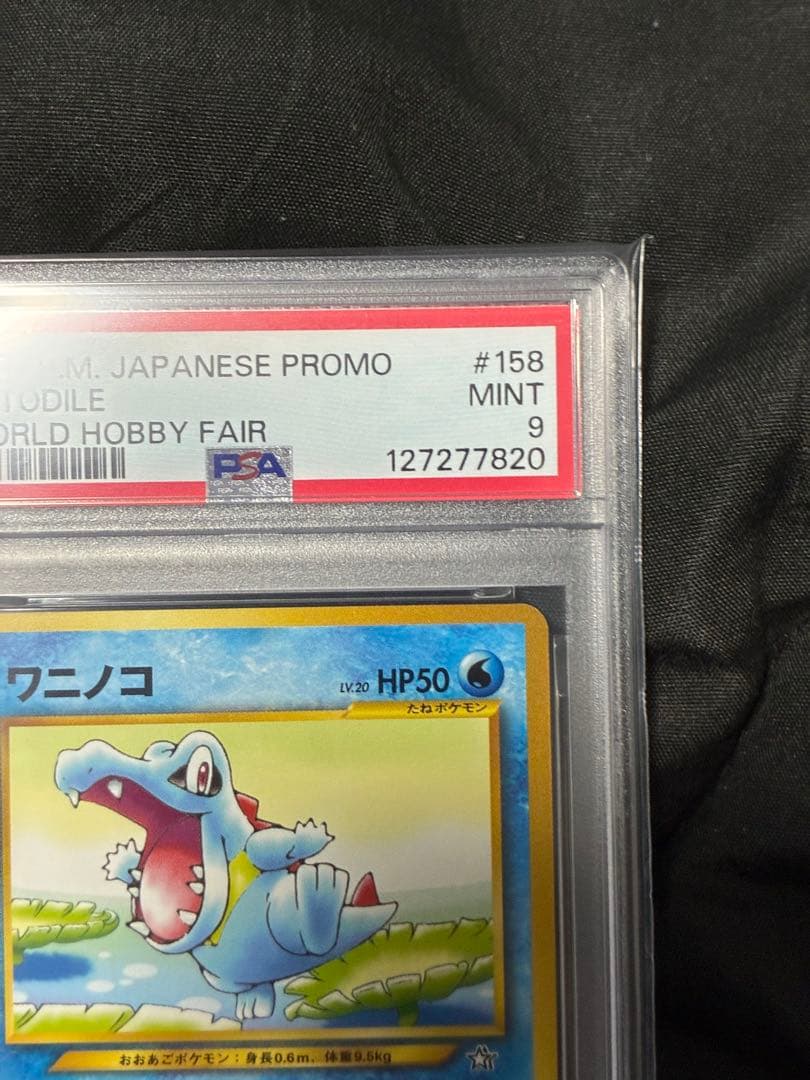 .M. JAPANESE PROMO #158
TODILE MINT
ORLD HOBBY FAIR 9
PSA 127277820
ワニノコ LV.20 HP50
たねポケモン
おおあごポケモン：身長0.6m、体重9.5kg